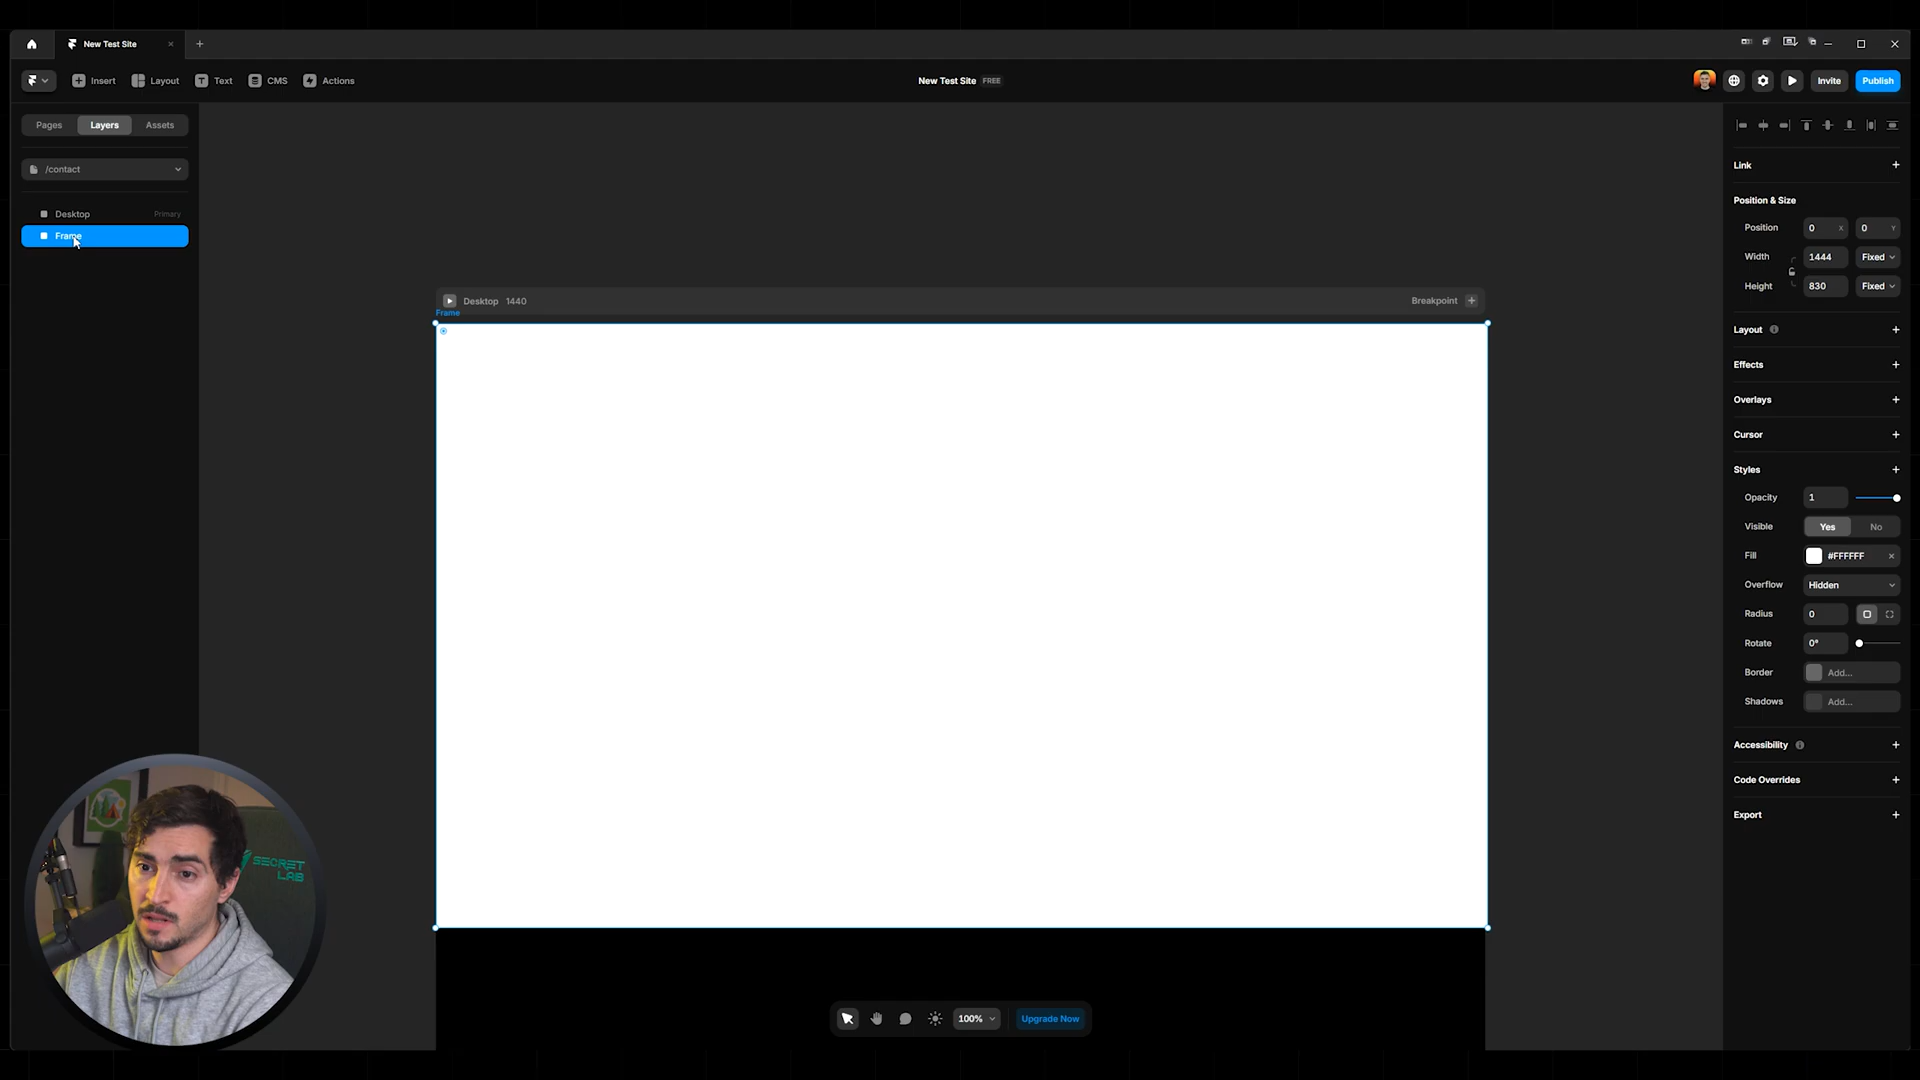 New Test Site
Insert
Layout
Text
CMS
Actions
New Test Site FREE
Invite
Publish
Pages
Layers
Assets
/contact
Desktop Primary
Frame
Desktop 1440
Breakpoint
Frame
Link
Position & Size
Position 0 X 0 Y
Width 1444 Fixed
Height 830 Fixed
Layout
Effects
Overlays
Cursor
Styles
Opacity 1
Visible Yes No
Fill #FFFFFF
Overflow Hidden
Radius 0
Rotate 0°
Border Add...
Shadows Add...
Accessibility
Code Overrides
Export
100%
Upgrade Now
SECRET
LAB